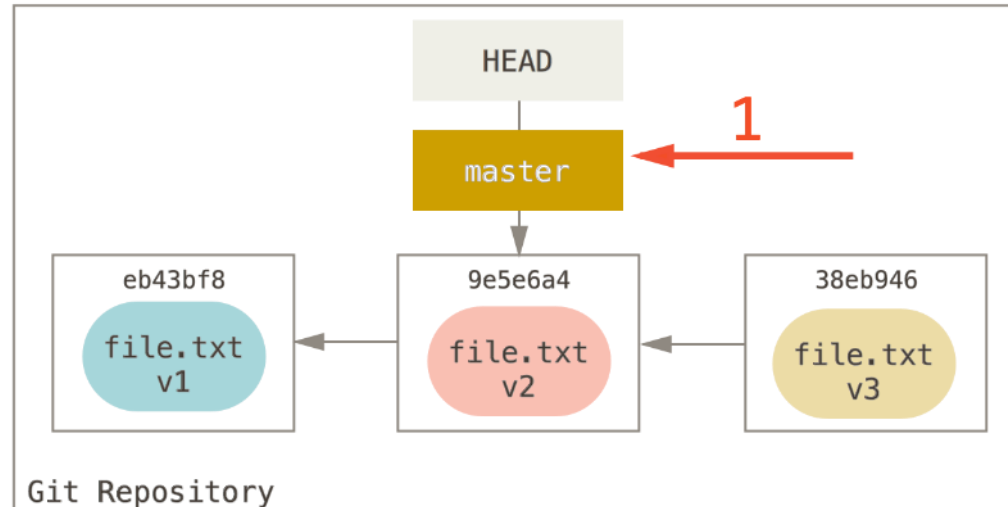 HEAD
1
master
eb43bf8
9e5e6a4
38eb946
file.txt
v1
file.txt
v2
file.txt
v3
Git Repository